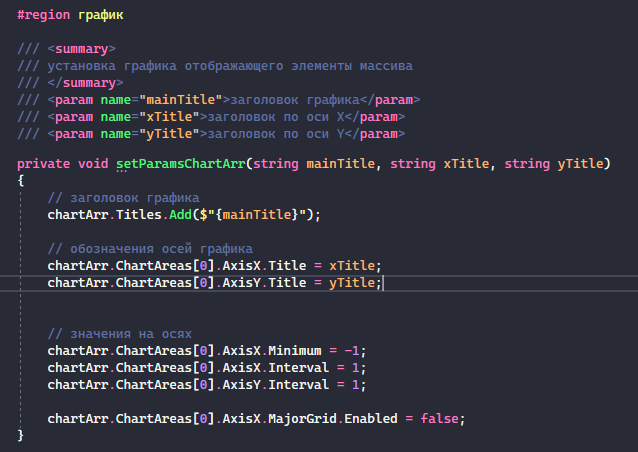 #region график
/// <summary>
/// установка графика отображающего элементы массива
/// </summary>
/// <param name="mainTitle">заголовок графика</param>
/// <param name="xTitle">заголовок по оси X</param>
/// <param name="yTitle">заголовок по оси Y</param>
private void setParamsChartArr(string mainTitle, string xTitle, string yTitle)
{
// заголовок графика
chartArr.Titles.Add($"{mainTitle}");
// обозначения осей графика
chartArr.ChartAreas[0].AxisX.Title = xTitle;
chartArr.ChartAreas[0].AxisY.Title = yTitle;
// значения на осях
chartArr.ChartAreas[0].AxisX.Minimum = -1;
chartArr.ChartAreas[0].AxisX.Interval = 1;
chartArr.ChartAreas[0].AxisY.Interval = 1;
chartArr.ChartAreas[0].AxisX.MajorGrid.Enabled = false;
}